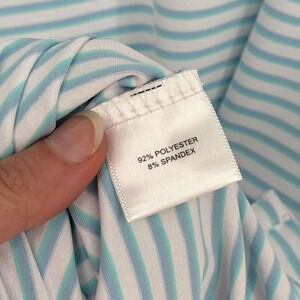 92% POLYESTER
8% SPANDEX